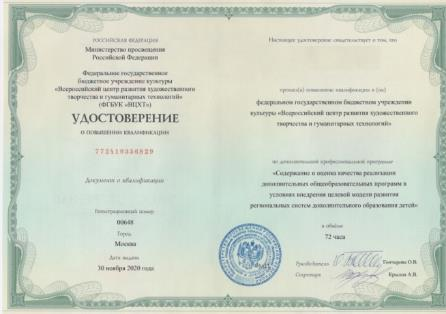 РОССИЙСКАЯ ФЕДЕРАЦИЯ
Министерство просвещения
Российской Федерации
Федеральное государственное
бюджетное учреждение культуры
«Всероссийский центр развития художественного
творчества и гуманитарных технологий»
(ФГБУК «ВЦХТ»)
УДОСТОВЕРЕНИЕ
О ПОВЫШЕНИИ КВАЛИФИКАЦИИ
772519336829
Документ о квалификации
Регистрационный номер
00648
Город
Москва
Дата выдачи
30 ноября 2020 года
Настоящее удостоверение свидетельствует о том, что
прошел(а) повышение квалификации в (на)
федеральном государственном бюджетном учреждении
культуры «Всероссийский центр развития художественного
творчества и гуманитарных технологий»
по дополнительной профессиональной программе
«Содержание и оценка качества реализации
дополнительных общеобразовательных программ в
условиях внедрения целевой модели развития
региональных систем дополнительного образования детей»
в объёме
72 часа
Руководитель Гончарова О.В.
Секретарь Крылов А.В.